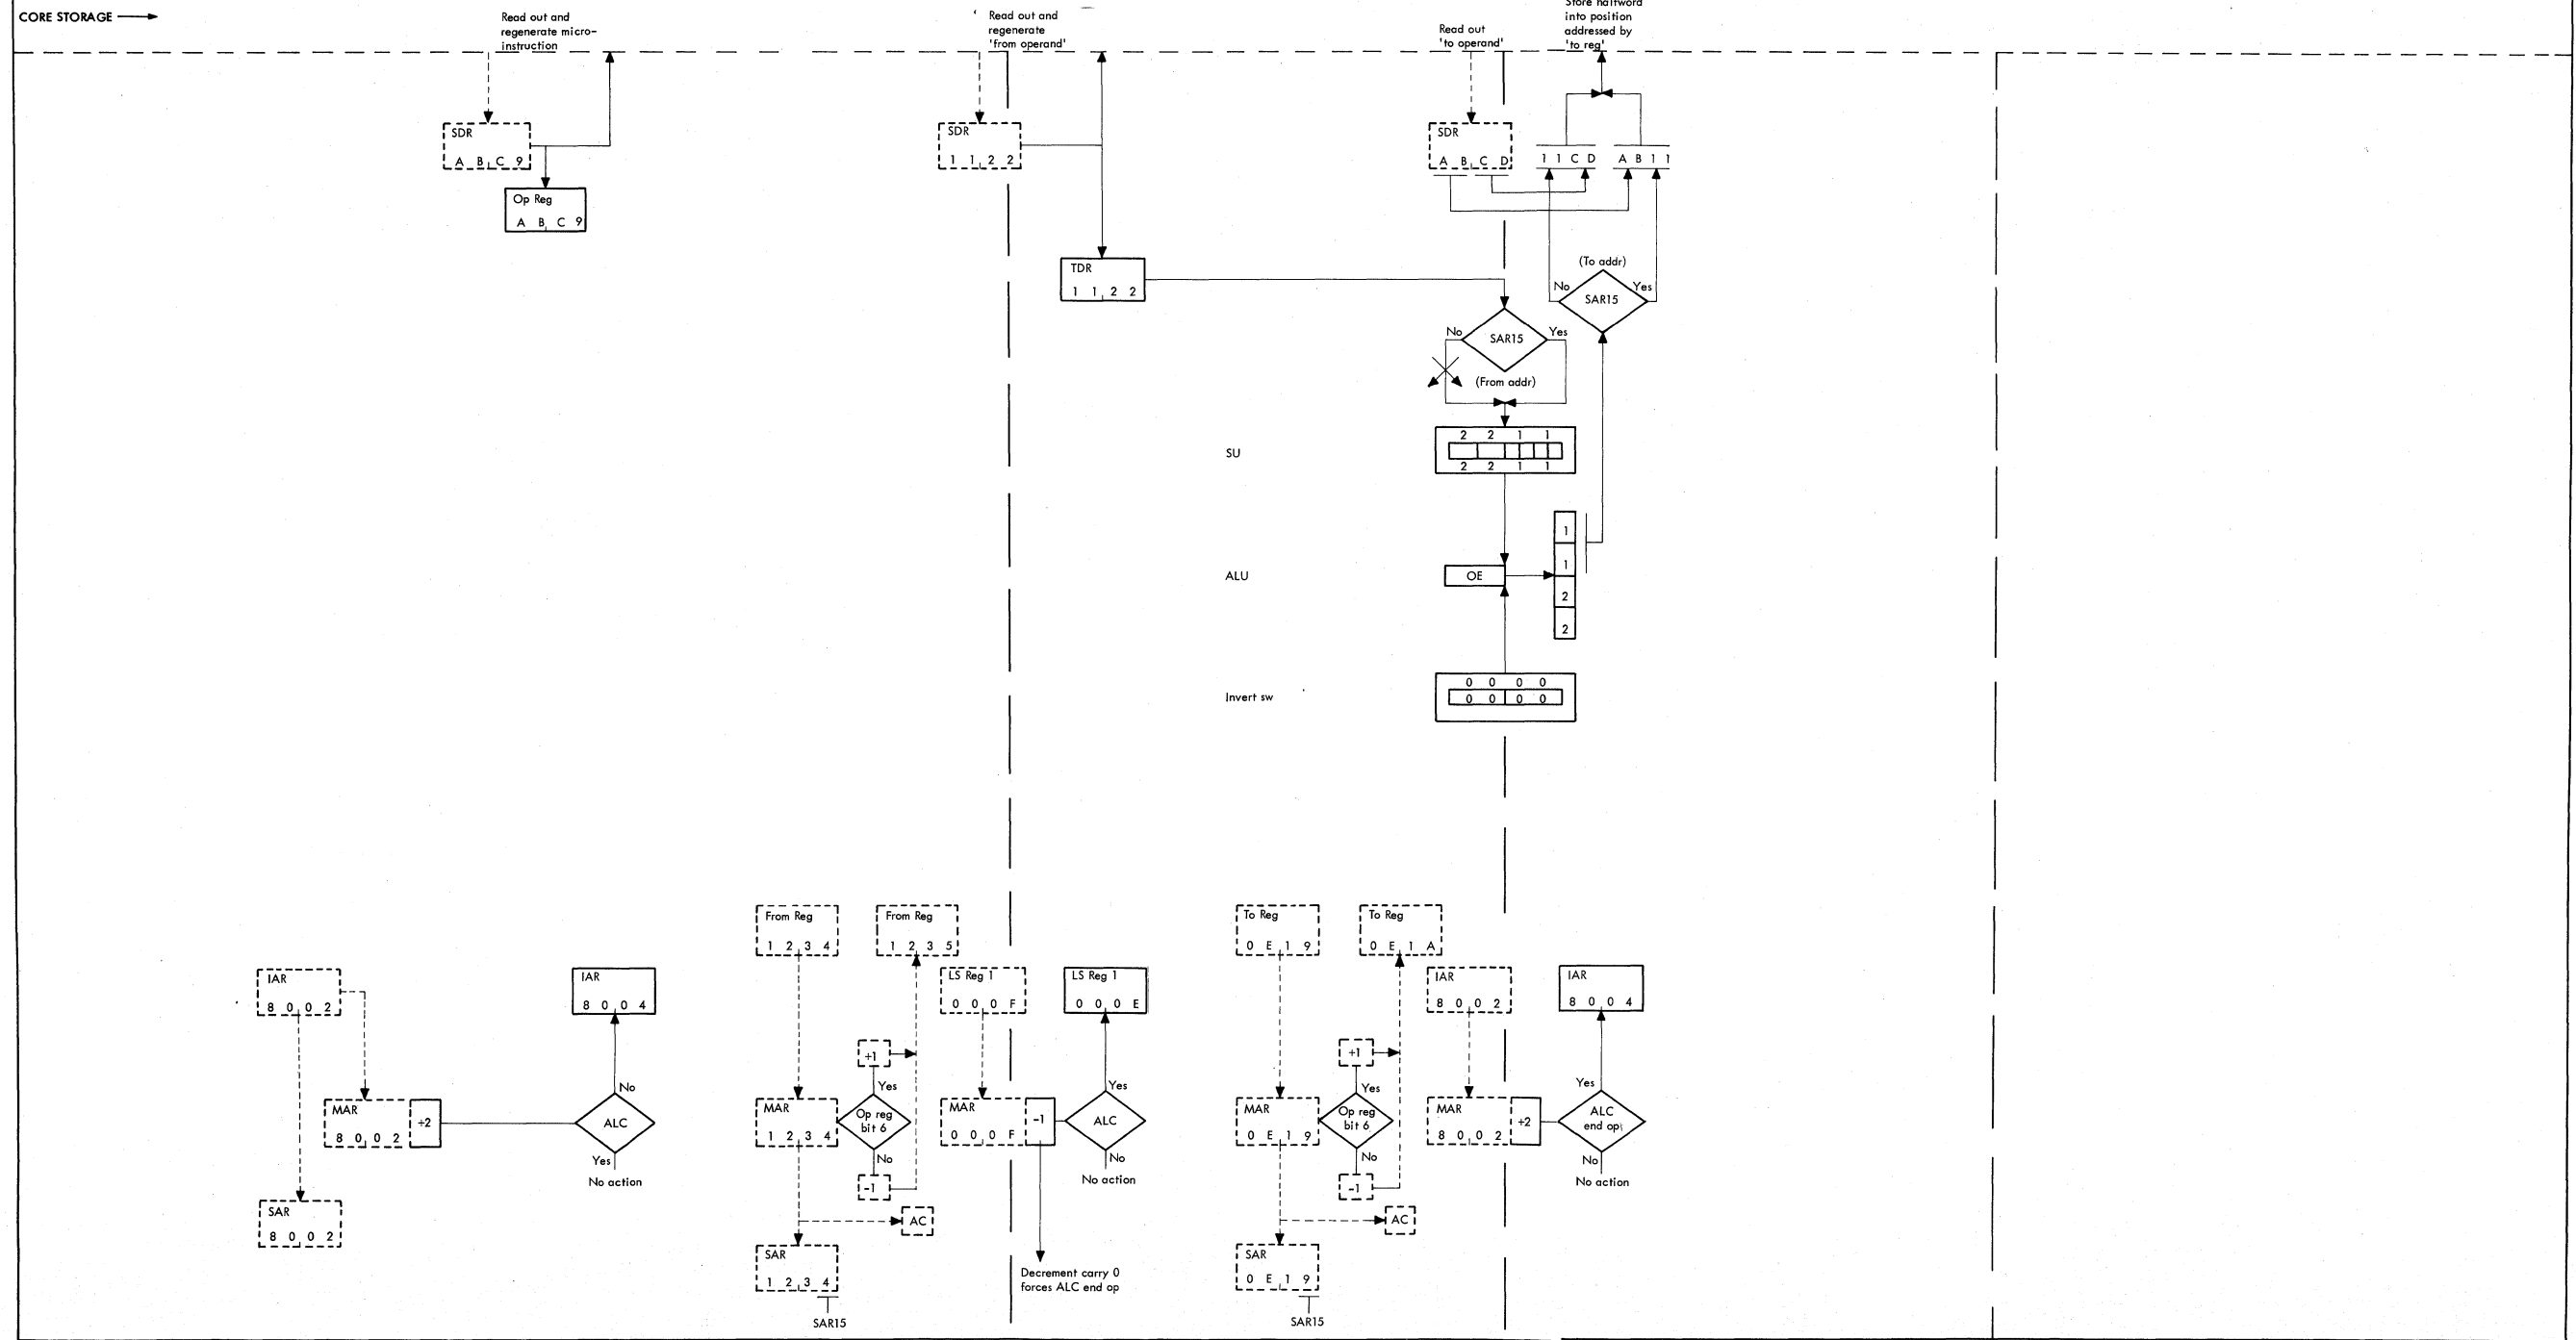 CORE STORAGE
Read out and
regenerate micro-
instruction
Read out and
regenerate
'from operand'
Read out
'to operand'
Store halfword
into position
addressed by
'to reg'
SDR
A B C 9
Op Reg
A B C 9
SDR
1 1 2 2
TDR
1 1 2 2
SDR
A B C D
1 1 C D
A B 1 1
(To addr)
No
Yes
SAR15
No
Yes
SAR15
(From addr)
SU
2 2 1 1
2 2 1 1
ALU
OE
1
1
2
2
Invert sw
0 0 0 0
0 0 0 0
IAR
8 0 0 2
IAR
8 0 0 4
MAR
8 0 0 2
+2
No
ALC
Yes
No action
SAR
8 0 0 2
From Reg
1 2 3 4
From Reg
1 2 3 5
+1
Yes
MAR
1 2 3 4
Op reg
bit 6
No
-1
AC
SAR
1 2 3 4
SAR15
LS Reg 1
0 0 0 F
LS Reg 1
0 0 0 E
MAR
0 0 0 F
-1
Yes
ALC
No
No action
Decrement carry 0
forces ALC end op
To Reg
0 E 1 9
To Reg
0 E 1 A
+1
Yes
MAR
0 E 1 9
Op reg
bit 6
No
-1
AC
SAR
0 E 1 9
SAR15
IAR
8 0 0 2
IAR
8 0 0 4
MAR
8 0 0 2
+2
Yes
ALC
end op
No
No action